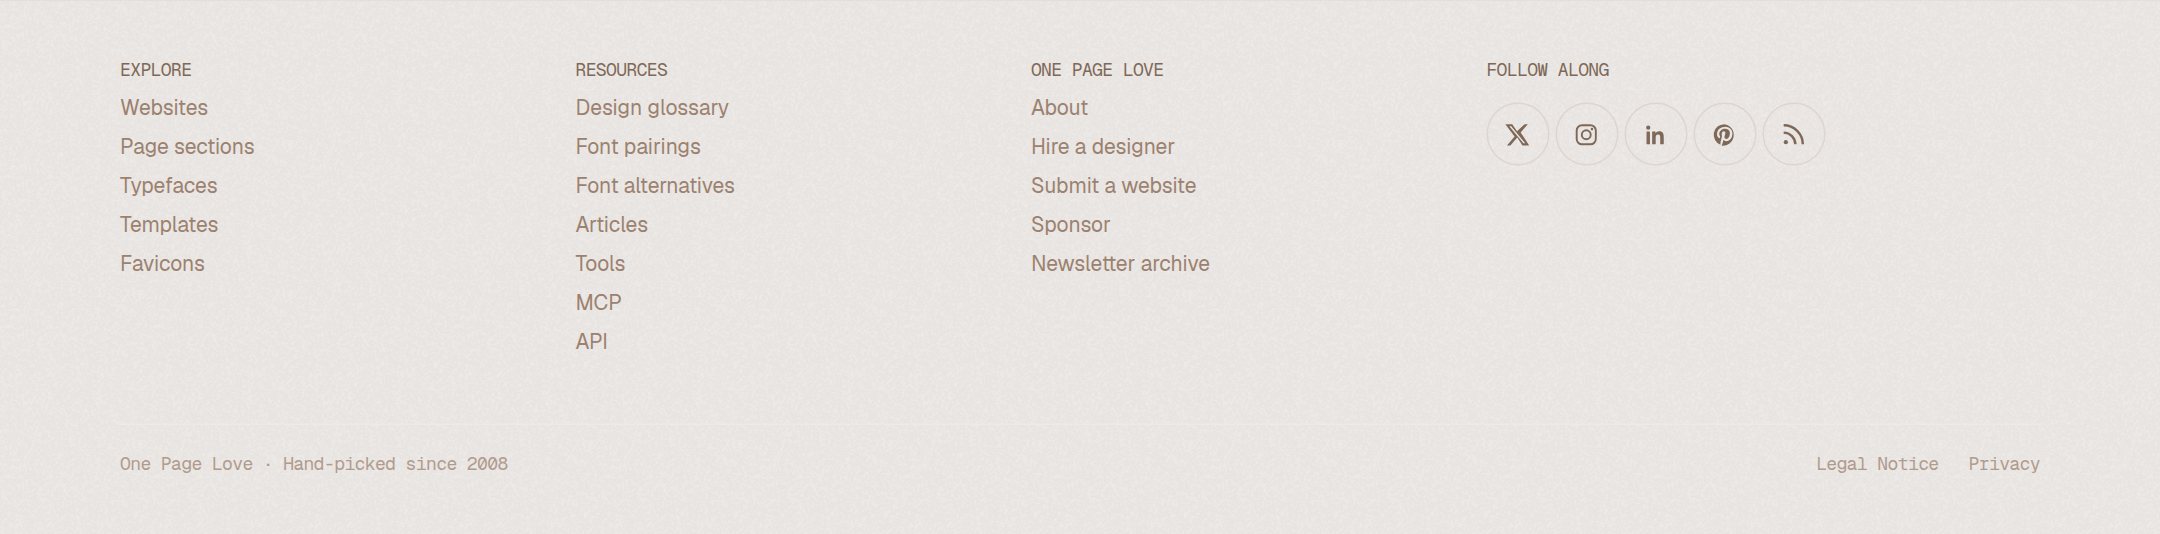 EXPLORE
Websites
Page sections
Typefaces
Templates
Favicons
RESOURCES
Design glossary
Font pairings
Font alternatives
Articles
Tools
MCP
API
ONE PAGE LOVE
About
Hire a designer
Submit a website
Sponsor
Newsletter archive
FOLLOW ALONG
One Page Love · Hand-picked since 2008
Legal Notice Privacy